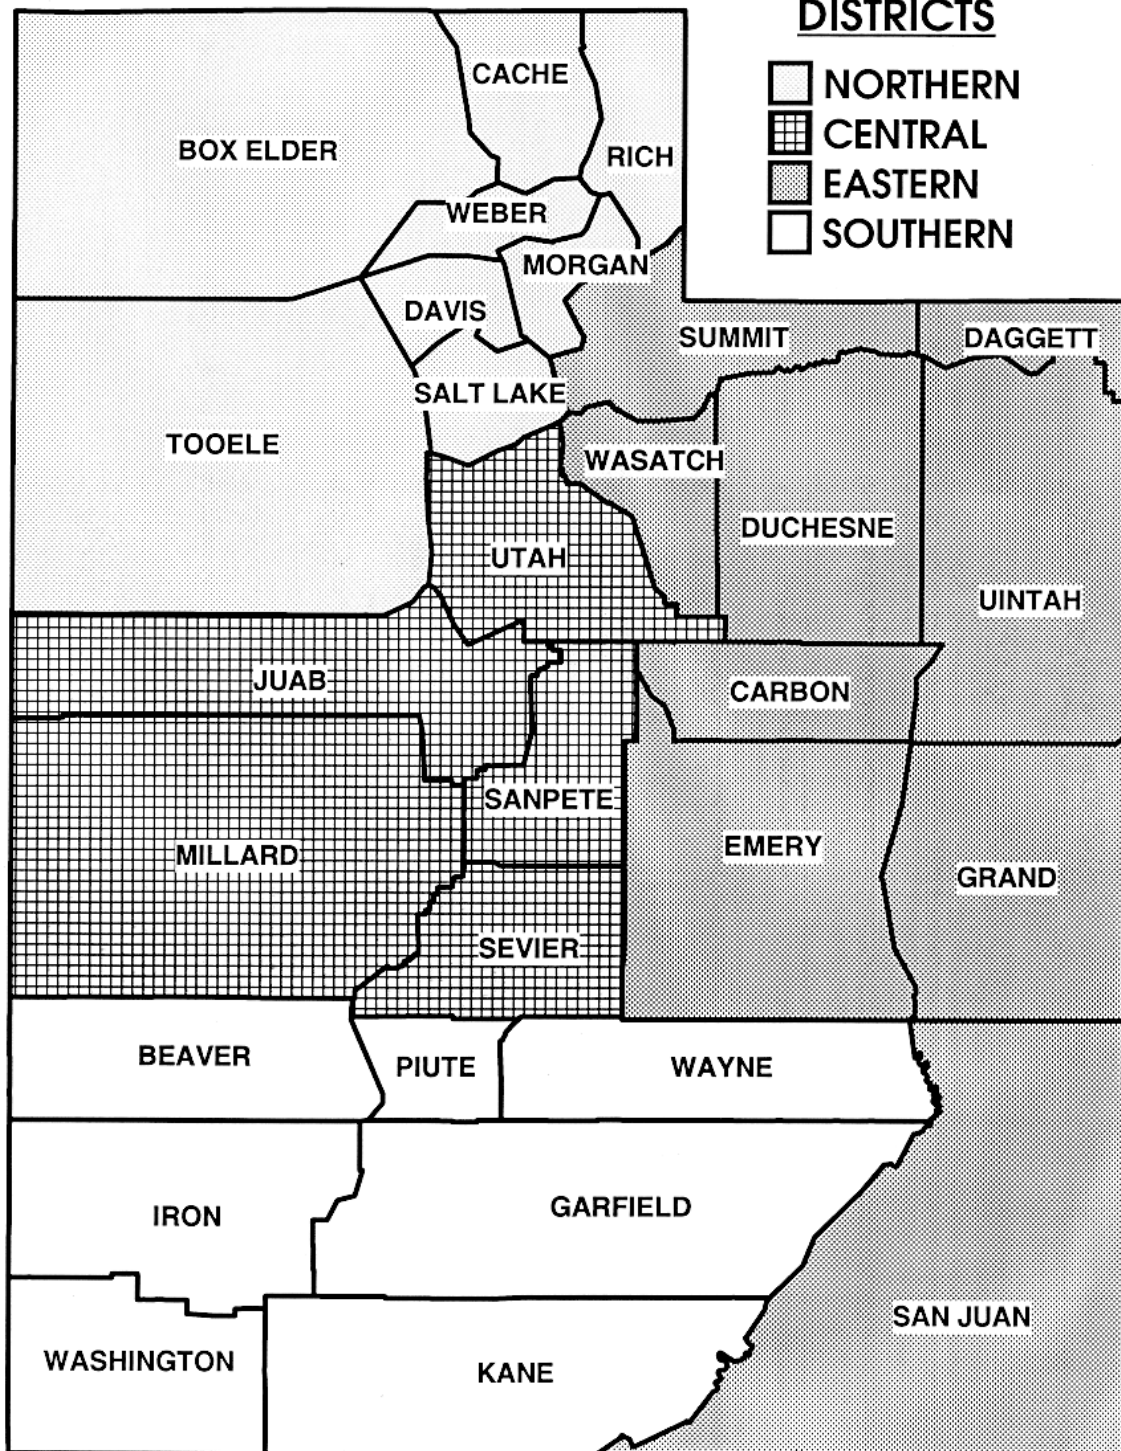 DISTRICTS
NORTHERN
CENTRAL
EASTERN
SOUTHERN
CACHE
BOX ELDER
RICH
WEBER
MORGAN
DAVIS
SUMMIT
DAGGETT
SALT LAKE
TOOELE
WASATCH
DUCHESNE
UTAH
UINTAH
JUAB
CARBON
SANPETE
MILLARD
EMERY
GRAND
SEVIER
BEAVER
PIUTE
WAYNE
IRON
GARFIELD
SAN JUAN
WASHINGTON
KANE